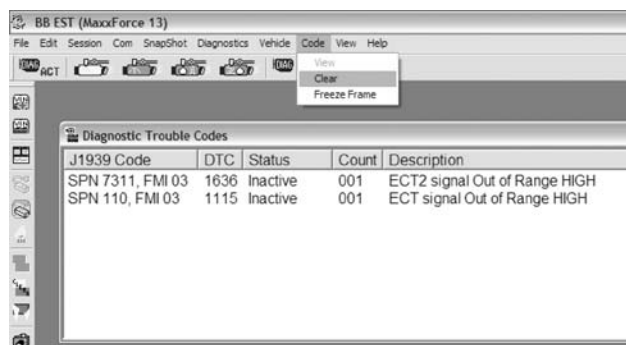 BB EST (MaxxForce 13)
File Edit Session Com SnapShot Diagnostics Vehicle Code View Help
DIAG ACT DIAG
View
Clear
Freeze Frame
Diagnostic Trouble Codes
J1939 Code DTC Status Count Description
SPN 7311, FMI 03 1636 Inactive 001 ECT2 signal Out of Range HIGH
SPN 110, FMI 03 1115 Inactive 001 ECT signal Out of Range HIGH